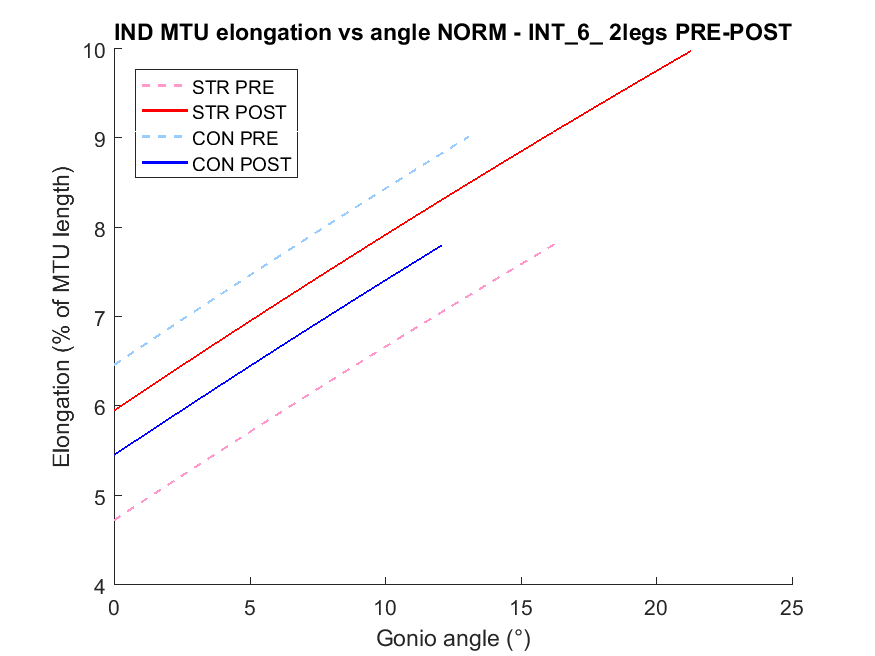 IND MTU elongation vs angle NORM - INT_6_ 2legs PRE-POST
10
9
8
7
6
5
4
Elongation (% of MTU length)
STR PRE
STR POST
CON PRE
CON POST
0 5 10 15 20 25
Gonio angle (°)